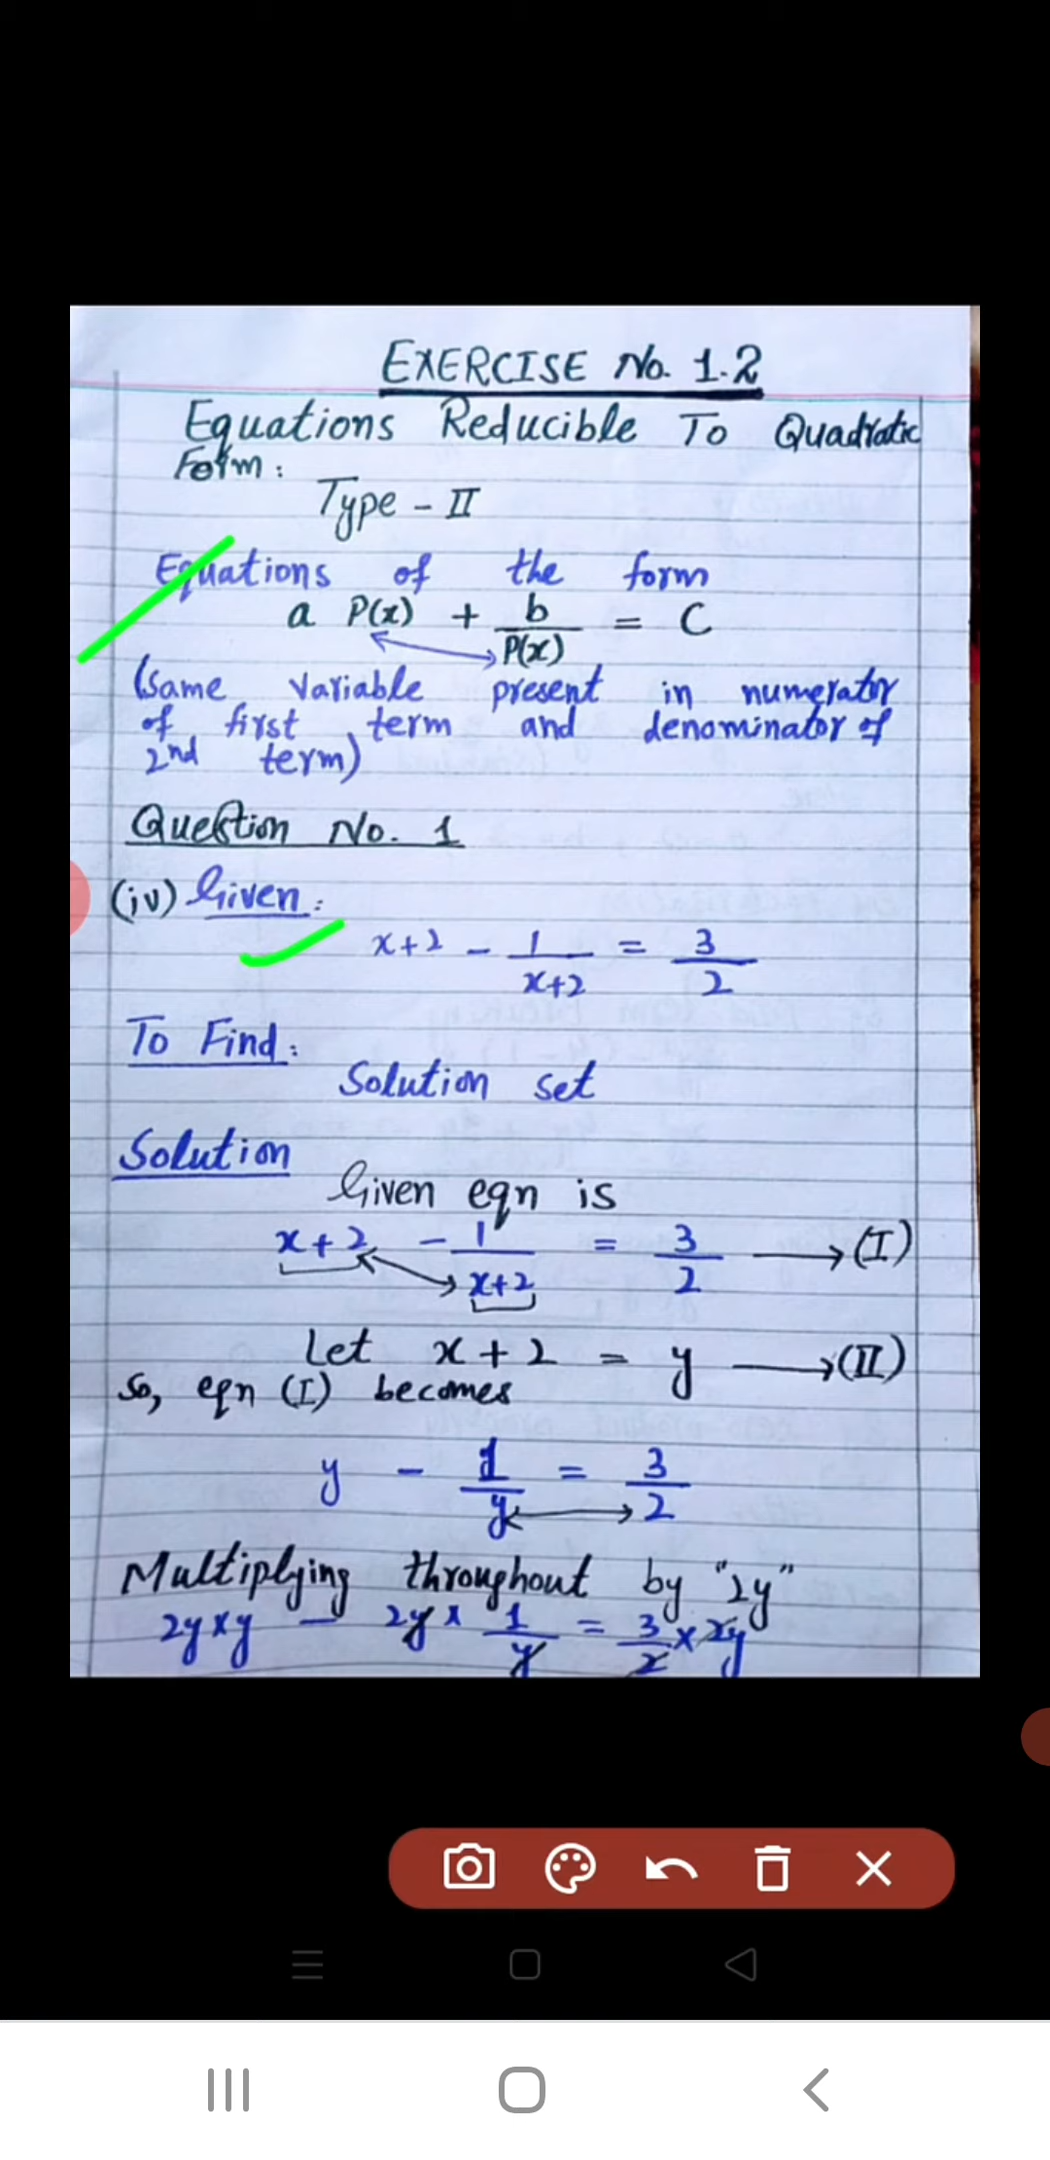 EXERCISE No. 1.2
Equations Reducible To Quadratic
Form:
Type - II
Equations of the form
a P(x) + b/P(x) = C
(same variable present in numerator
of first term and denominator of
2nd term)
Question No. 1
(iv) Given:
x+2 - 1/x+2 = 3/2
To Find:
Solution set
Solution
Given eqn is
x+2 - 1/x+2 = 3/2 → (I)
Let x+2 = y → (II)
So, eqn (I) becomes
y - 1/y = 3/2
Multiplying throughout by "2y"
2y×y - 2y × 1/y = 3/2 × 2y